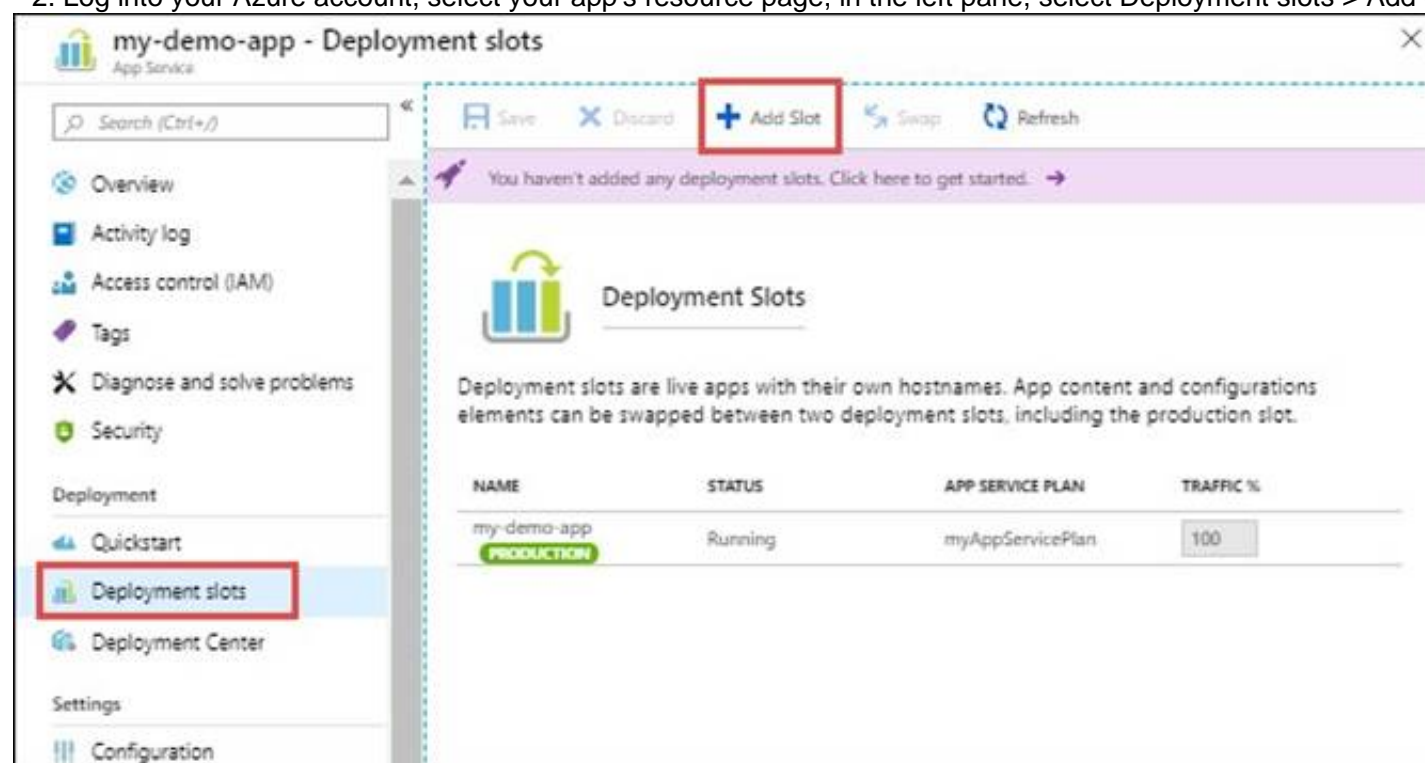 2. Log into your Azure account, select your app's resource page, in the left pane, select Deployment slots > Add
my-demo-app - Deployment slots
App Service
Search (Ctrl+/)
«
Save
Discard
Add Slot
Swap
Refresh
You haven't added any deployment slots. Click here to get started. →
Overview
Activity log
Access control (IAM)
Tags
Diagnose and solve problems
Security
Deployment
Quickstart
Deployment slots
Deployment Center
Settings
Configuration
Deployment Slots
Deployment slots are live apps with their own hostnames. App content and configurations
elements can be swapped between two deployment slots, including the production slot.
NAME STATUS APP SERVICE PLAN TRAFFIC %
my-demo-app Running myAppServicePlan 100
PRODUCTION